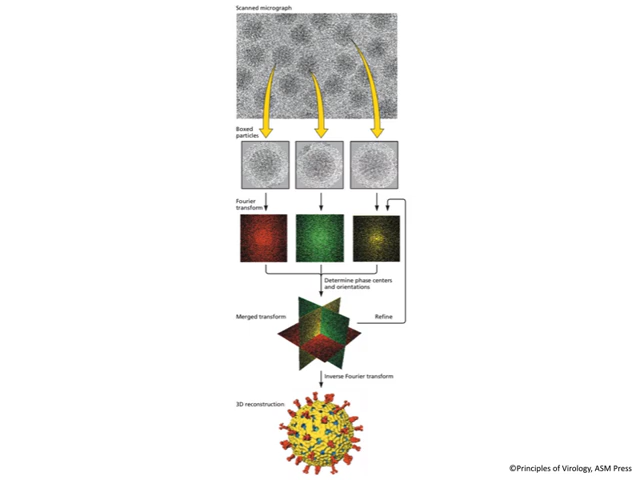 Scanned micrograph
Boxed
particles
Fourier
transform
Determine phase centers
and orientations
Merged transform
Refine
Inverse Fourier transform
3D reconstruction
©Principles of Virology, ASM Press